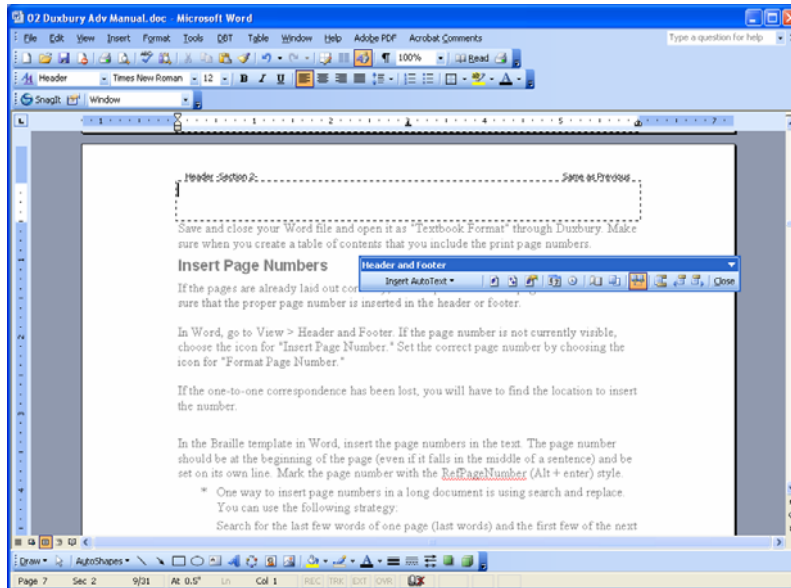 02 Duxbury Adv Manual.doc - Microsoft Word
File Edit View Insert Format Tools DBT Table Window Help Adobe PDF Acrobat Comments
Type a question for help
100% Read
Header Times New Roman 12 B I U A
SnagIt Window
1 1 2 4 5 7
Header -Section 2- Same as Previous
Save and close your Word file and open it as "Textbook Format" through Duxbury. Make
sure when you create a table of contents that you include the print page numbers.
Insert Page Numbers
Header and Footer
Insert AutoText Close
If the pages are already laid out
sure that the proper page number is inserted in the header or footer.
In Word, go to View > Header and Footer. If the page number is not currently visible,
choose the icon for "Insert Page Number." Set the correct page number by choosing the
icon for "Format Page Number."
If the one-to-one correspondence has been lost, you will have to find the location to insert
the number.
In the Braille template in Word, insert the page numbers in the text. The page number
should be at the beginning of the page (even if it falls in the middle of a sentence) and be
set on its own line. Mark the page number with the RefPageNumber (Alt + enter) style.
* One way to insert page numbers in a long document is using search and replace.
You can use the following strategy:
Search for the last few words of one page (last words) and the first few of the next
Draw AutoShapes A
Page 7 Sec 2 9/31 At 0.5" Ln Col 1 REC TRK EXT OVR